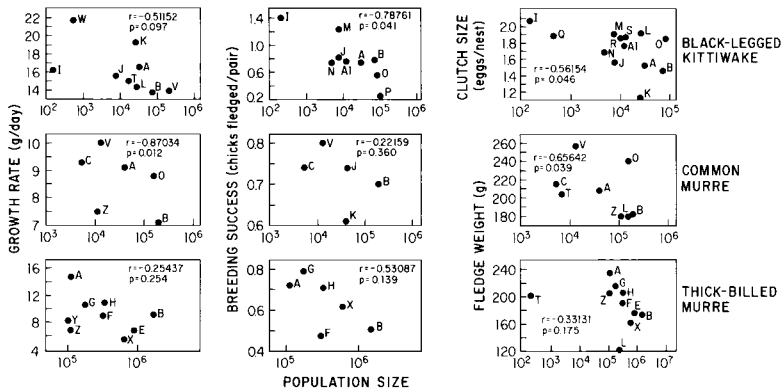 r=-0.51152
p=0.097
W K I J A T L B V
GROWTH RATE (g/day)
22 20 18 16 14 12
10² 10³ 10⁴ 10⁵ 10⁶
r=-0.78761
p=0.041
I M J N A1 A B O P
1.4 1.0 0.6 0.2
10² 10³ 10⁴ 10⁵ 10⁶
CLUTCH SIZE
(eggs/nest)
r=-0.56154
p=0.046
I Q M S L O R A1 N J I B K
2.2 2.0 1.8 1.6 1.4 1.2
10² 10³ 10⁴ 10⁵
BLACK-LEGGED
KITTIWAKE
r=-0.87034
p=0.012
V C A O Z B
10 9 8 7
10³ 10⁴ 10⁵ 10⁶
BREEDING SUCCESS (chicks fledged/pair)
r=-0.22159
p=0.360
V C J B K
0.8 0.7 0.6
10³ 10⁴ 10⁵ 10⁶
FLEDGE WEIGHT
(g)
r=-0.65642
p=0.039
V O C T A Z L B
260 240 220 200 180
10³ 10⁴ 10⁵ 10⁶
COMMON
MURRE
r=-0.25437
p=0.254
A G H Y F B Z E X
16 12 8 4
10⁵ 10⁶
r=-0.53087
p=0.139
G A H X B F
0.8 0.6 0.4
10⁵ 10⁶
r=-0.33131
p=0.175
A G T Z H F E B X L
250 200 150
10² 10³ 10⁴ 10⁵ 10⁶ 10⁷
THICK-BILLED
MURRE
POPULATION SIZE